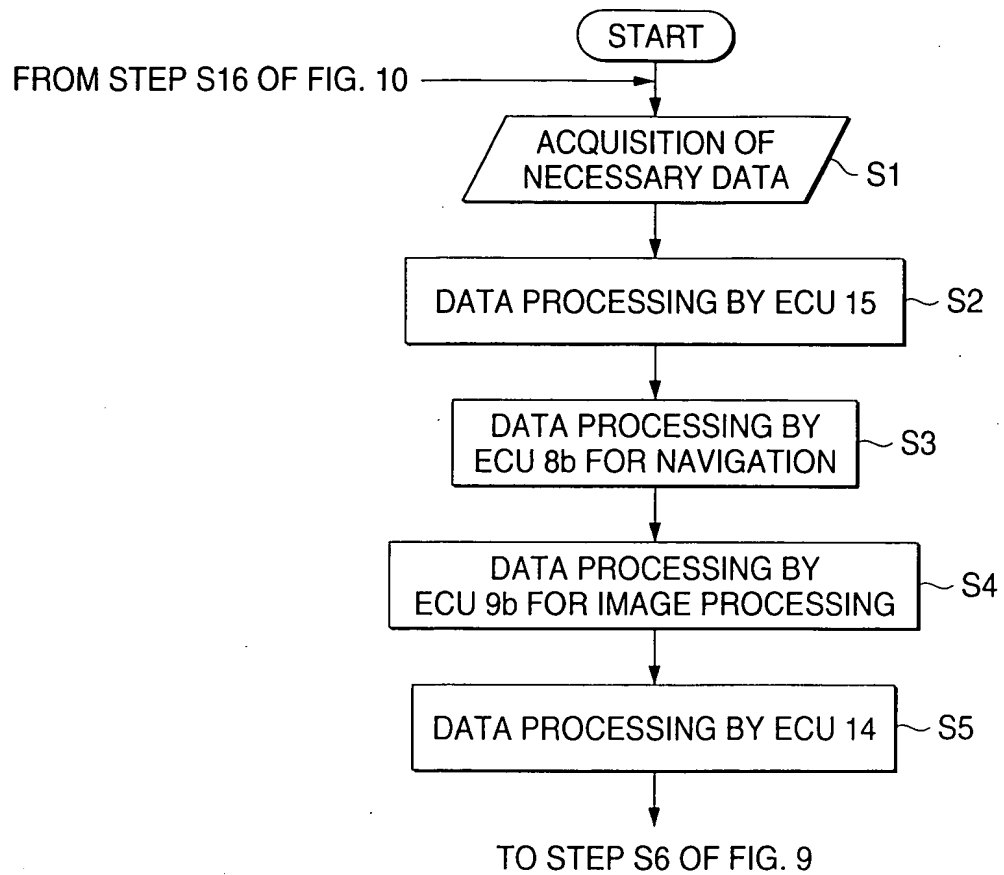 START
FROM STEP S16 OF FIG. 10
ACQUISITION OF
NECESSARY DATA
S1
DATA PROCESSING BY ECU 15
S2
DATA PROCESSING BY
ECU 8b FOR NAVIGATION
S3
DATA PROCESSING BY
ECU 9b FOR IMAGE PROCESSING
S4
DATA PROCESSING BY ECU 14
S5
TO STEP S6 OF FIG. 9